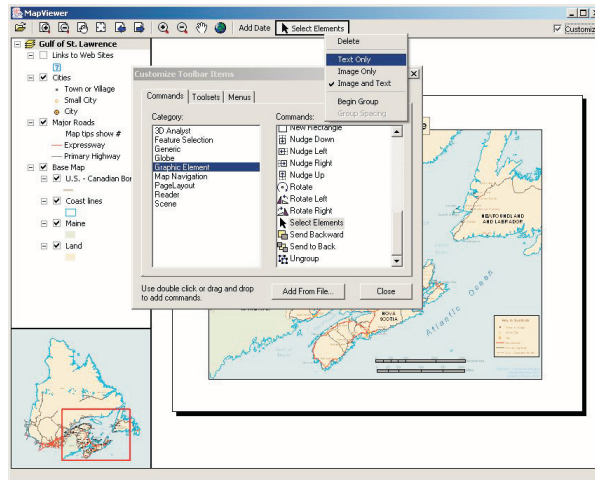 MapViewer
Add Date
Select Elements
Customize
Gulf of St. Lawrence
Links to Web Sites
Cities
Town or Village
Small City
City
Major Roads
Map tips show #
Expressway
Primary Highway
Base Map
U.S. - Canadian Bor
Coast lines
Maine
Land
Delete
Text Only
Image Only
Image and Text
Begin Group
Group Spacing
Customize Toolbar Items
Commands
Toolsets
Menus
Category:
3D Analyst
Feature Selection
Generic
Globe
Graphic Element
Map Navigation
PageLayout
Reader
Scene
Commands:
New Rectangle
Nudge Down
Nudge Left
Nudge Right
Nudge Up
Rotate
Rotate Left
Rotate Right
Select Elements
Send Backward
Send to Back
Ungroup
Use double click or drag and drop
to add commands.
Add From File...
Close
NEWFOUNDLAND
AND LABRADOR
NOVA
SCOTIA
Atlantic Ocean